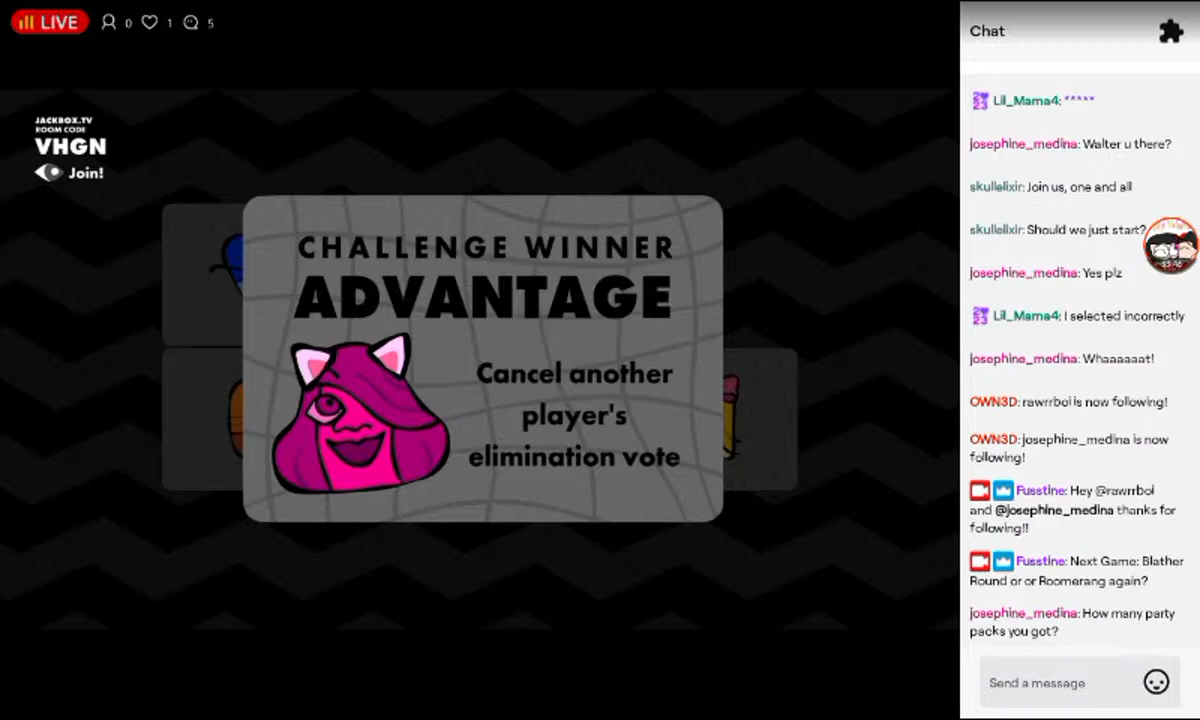 LIVE 0 1 5
JACKBOX.TV
ROOM CODE
VHGN
Join!
CHALLENGE WINNER
ADVANTAGE
Cancel another
player's
elimination vote
Chat
Lil_Mama4: *****
josephine_medina: Walter u there?
skullelixir: Join us, one and all
skullelixir: Should we just start?
josephine_medina: Yes plz
Lil_Mama4: I selected incorrectly
josephine_medina: Whaaaaaat!
OWN3D: rawrrboi is now following!
OWN3D: josephine_medina is now
following!
Fusstine: Hey @rawrrboi
and @josephine_medina thanks for
following!!
Fusstine: Next Game: Blather
Round or or Roomerang again?
josephine_medina: How many party
packs you got?
Send a message